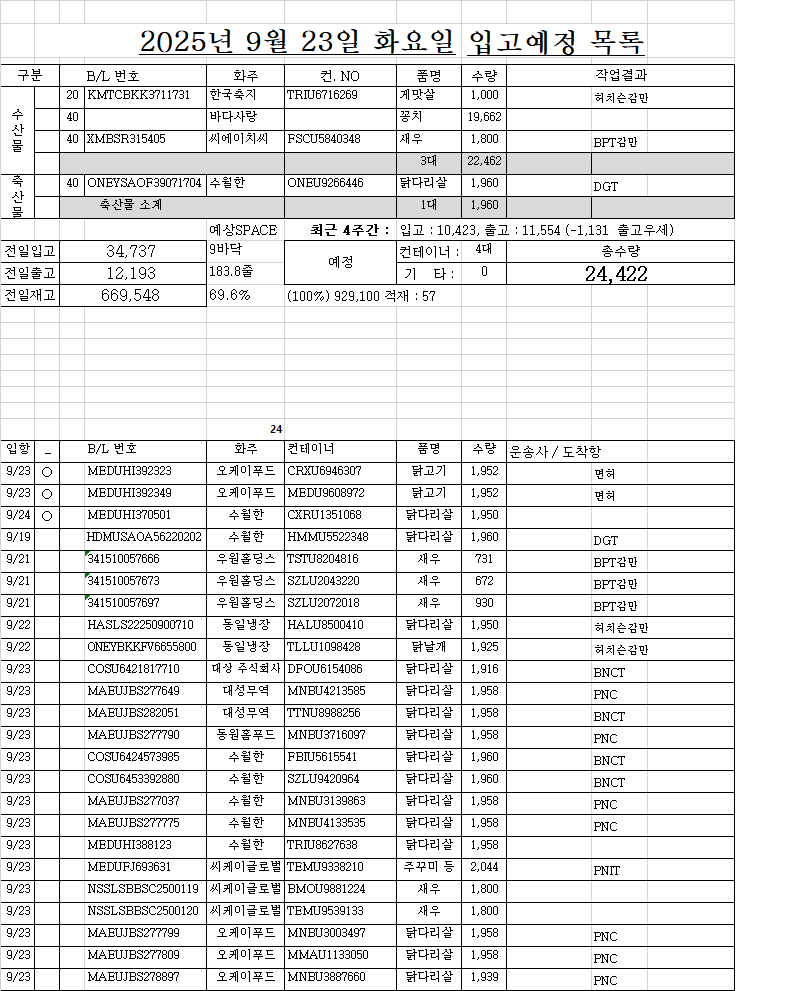 2025년 9월 23일 화요일 입고예정 목록
구분 B/L 번호 화주 컨. NO 품명 수량 작업결과
수산물 20 KMTCBKK3711731 한국축지 TRIU6716269 게맛살 1,000 허치슨감만
40 바다사랑 꽁치 19,662
40 XMBSR315405 씨에이치씨 FSCU5840348 새우 1,800 BPT감만
3대 22,462
축산물 40 ONEYSAOF39071704 수월한 ONEU9266446 닭다리살 1,960 DGT
축산물 소계 1대 1,960
예상SPACE 최근 4주간 : 입고 : 10,423, 출고 : 11,554 (-1,131 출고우세)
전일입고 34,737 9바닥 예정 컨테이너 : 4대 총수량
전일출고 12,193 183.8줄 기 타 : 0 24,422
전일재고 669,548 69.6% (100%) 929,100 적재 : 57
24
입항 _ B/L 번호 화주 컨테이너 품명 수량 운송사 / 도착항
9/23 ○ MEDUHI392323 오케이푸드 CRXU6946307 닭고기 1,952 면허
9/23 ○ MEDUHI392349 오케이푸드 MEDU9608972 닭고기 1,952 면허
9/24 ○ MEDUHI370501 수월한 CXRU1351068 닭다리살 1,950
9/19 HDMUSAOA56220202 수월한 HMMU5522348 닭다리살 1,960 DGT
9/21 341510057666 우원홀딩스 TSTU8204816 새우 731 BPT감만
9/21 341510057673 우원홀딩스 SZLU2043220 새우 672 BPT감만
9/21 341510057697 우원홀딩스 SZLU2072018 새우 930 BPT감만
9/22 HASLS22250900710 동일냉장 HALU8500410 닭다리살 1,950 허치슨감만
9/22 ONEYBKKFV6655800 동일냉장 TLLU1098428 닭날개 1,925 허치슨감만
9/23 COSU6421817710 대상 주식회사 DFOU6154086 닭다리살 1,916 BNCT
9/23 MAEUJBS277649 대성무역 MNBU4213585 닭다리살 1,958 PNC
9/23 MAEUJBS282051 대성무역 TTNU8988256 닭다리살 1,958 BNCT
9/23 MAEUJBS277790 동원홈푸드 MNBU3716097 닭다리살 1,958 PNC
9/23 COSU6424573985 수월한 FBIU5615541 닭다리살 1,960 BNCT
9/23 COSU6453392880 수월한 SZLU9420964 닭다리살 1,960 BNCT
9/23 MAEUJBS277037 수월한 MNBU3139863 닭다리살 1,958 PNC
9/23 MAEUJBS277775 수월한 MNBU4133535 닭다리살 1,958 PNC
9/23 MEDUHI388123 수월한 TRIU8627638 닭다리살 1,958
9/23 MEDUFJ693631 씨케이글로벌 TEMU9338210 주꾸미 등 2,044 PNIT
9/23 NSSLSBBSC2500119 씨케이글로벌 BMOU9881224 새우 1,800
9/23 NSSLSBBSC2500120 씨케이글로벌 TEMU9539133 새우 1,800
9/23 MAEUJBS277799 오케이푸드 MNBU3003497 닭다리살 1,958 PNC
9/23 MAEUJBS277809 오케이푸드 MMAU1133050 닭다리살 1,958 PNC
9/23 MAEUJBS278897 오케이푸드 MNBU3887660 닭다리살 1,939 PNC